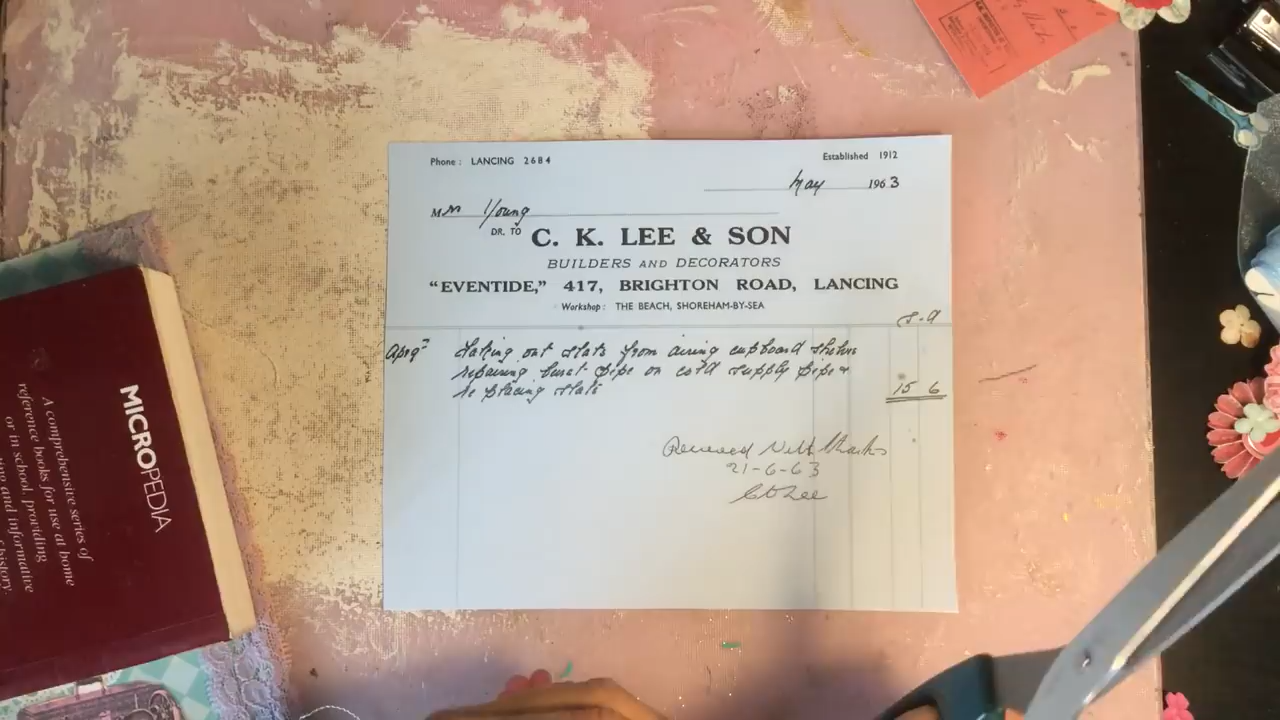 Phone : LANCING 2684
Established 1912
May 1963
Mrs Young
DR. TO C. K. LEE & SON
BUILDERS AND DECORATORS
"EVENTIDE," 417, BRIGHTON ROAD, LANCING
Workshop : THE BEACH, SHOREHAM-BY-SEA
Taking out slats from airing cupboard shelves
repairing burst pipe on cold supply pipe &
re placing slats
15 6
Received With Thanks
21-6-63
Lee
MICROPEDIA
A comprehensive series of
reference books for use at home
or in school, providing
and informative
history.